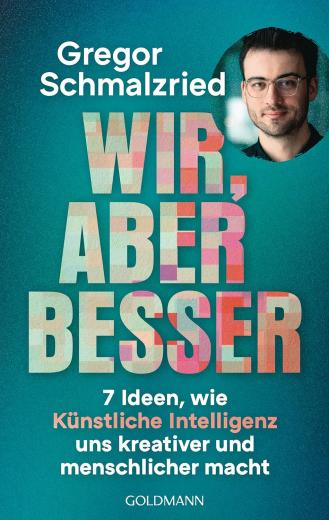 Gregor
Schmalzried
WIR,
ABER
BESSER
7 Ideen, wie
Künstliche Intelligenz
uns kreativer und
menschlicher macht
GOLDMANN